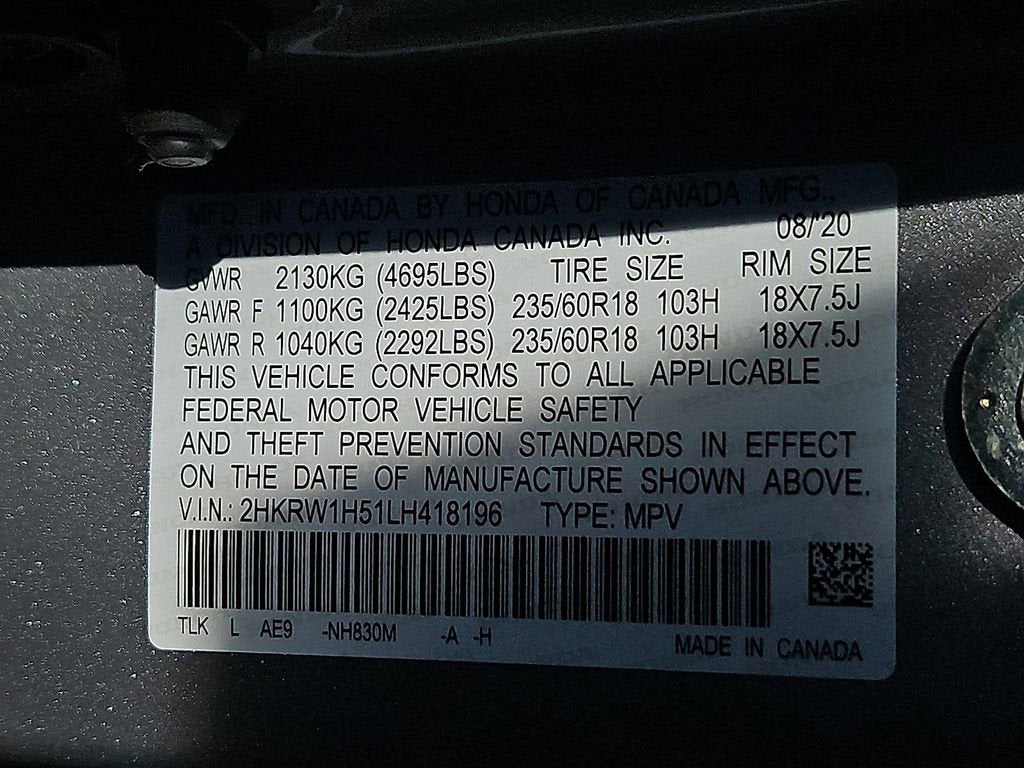 MFD. IN CANADA BY HONDA OF CANADA MFG.,
A DIVISION OF HONDA CANADA INC. 08/'20
GVWR 2130KG (4695LBS) TIRE SIZE RIM SIZE
GAWR F 1100KG (2425LBS) 235/60R18 103H 18X7.5J
GAWR R 1040KG (2292LBS) 235/60R18 103H 18X7.5J
THIS VEHICLE CONFORMS TO ALL APPLICABLE
FEDERAL MOTOR VEHICLE SAFETY
AND THEFT PREVENTION STANDARDS IN EFFECT
ON THE DATE OF MANUFACTURE SHOWN ABOVE.
V.I.N.: 2HKRW1H51LH418196 TYPE: MPV
TLK L AE9 -NH830M -A -H
MADE IN CANADA